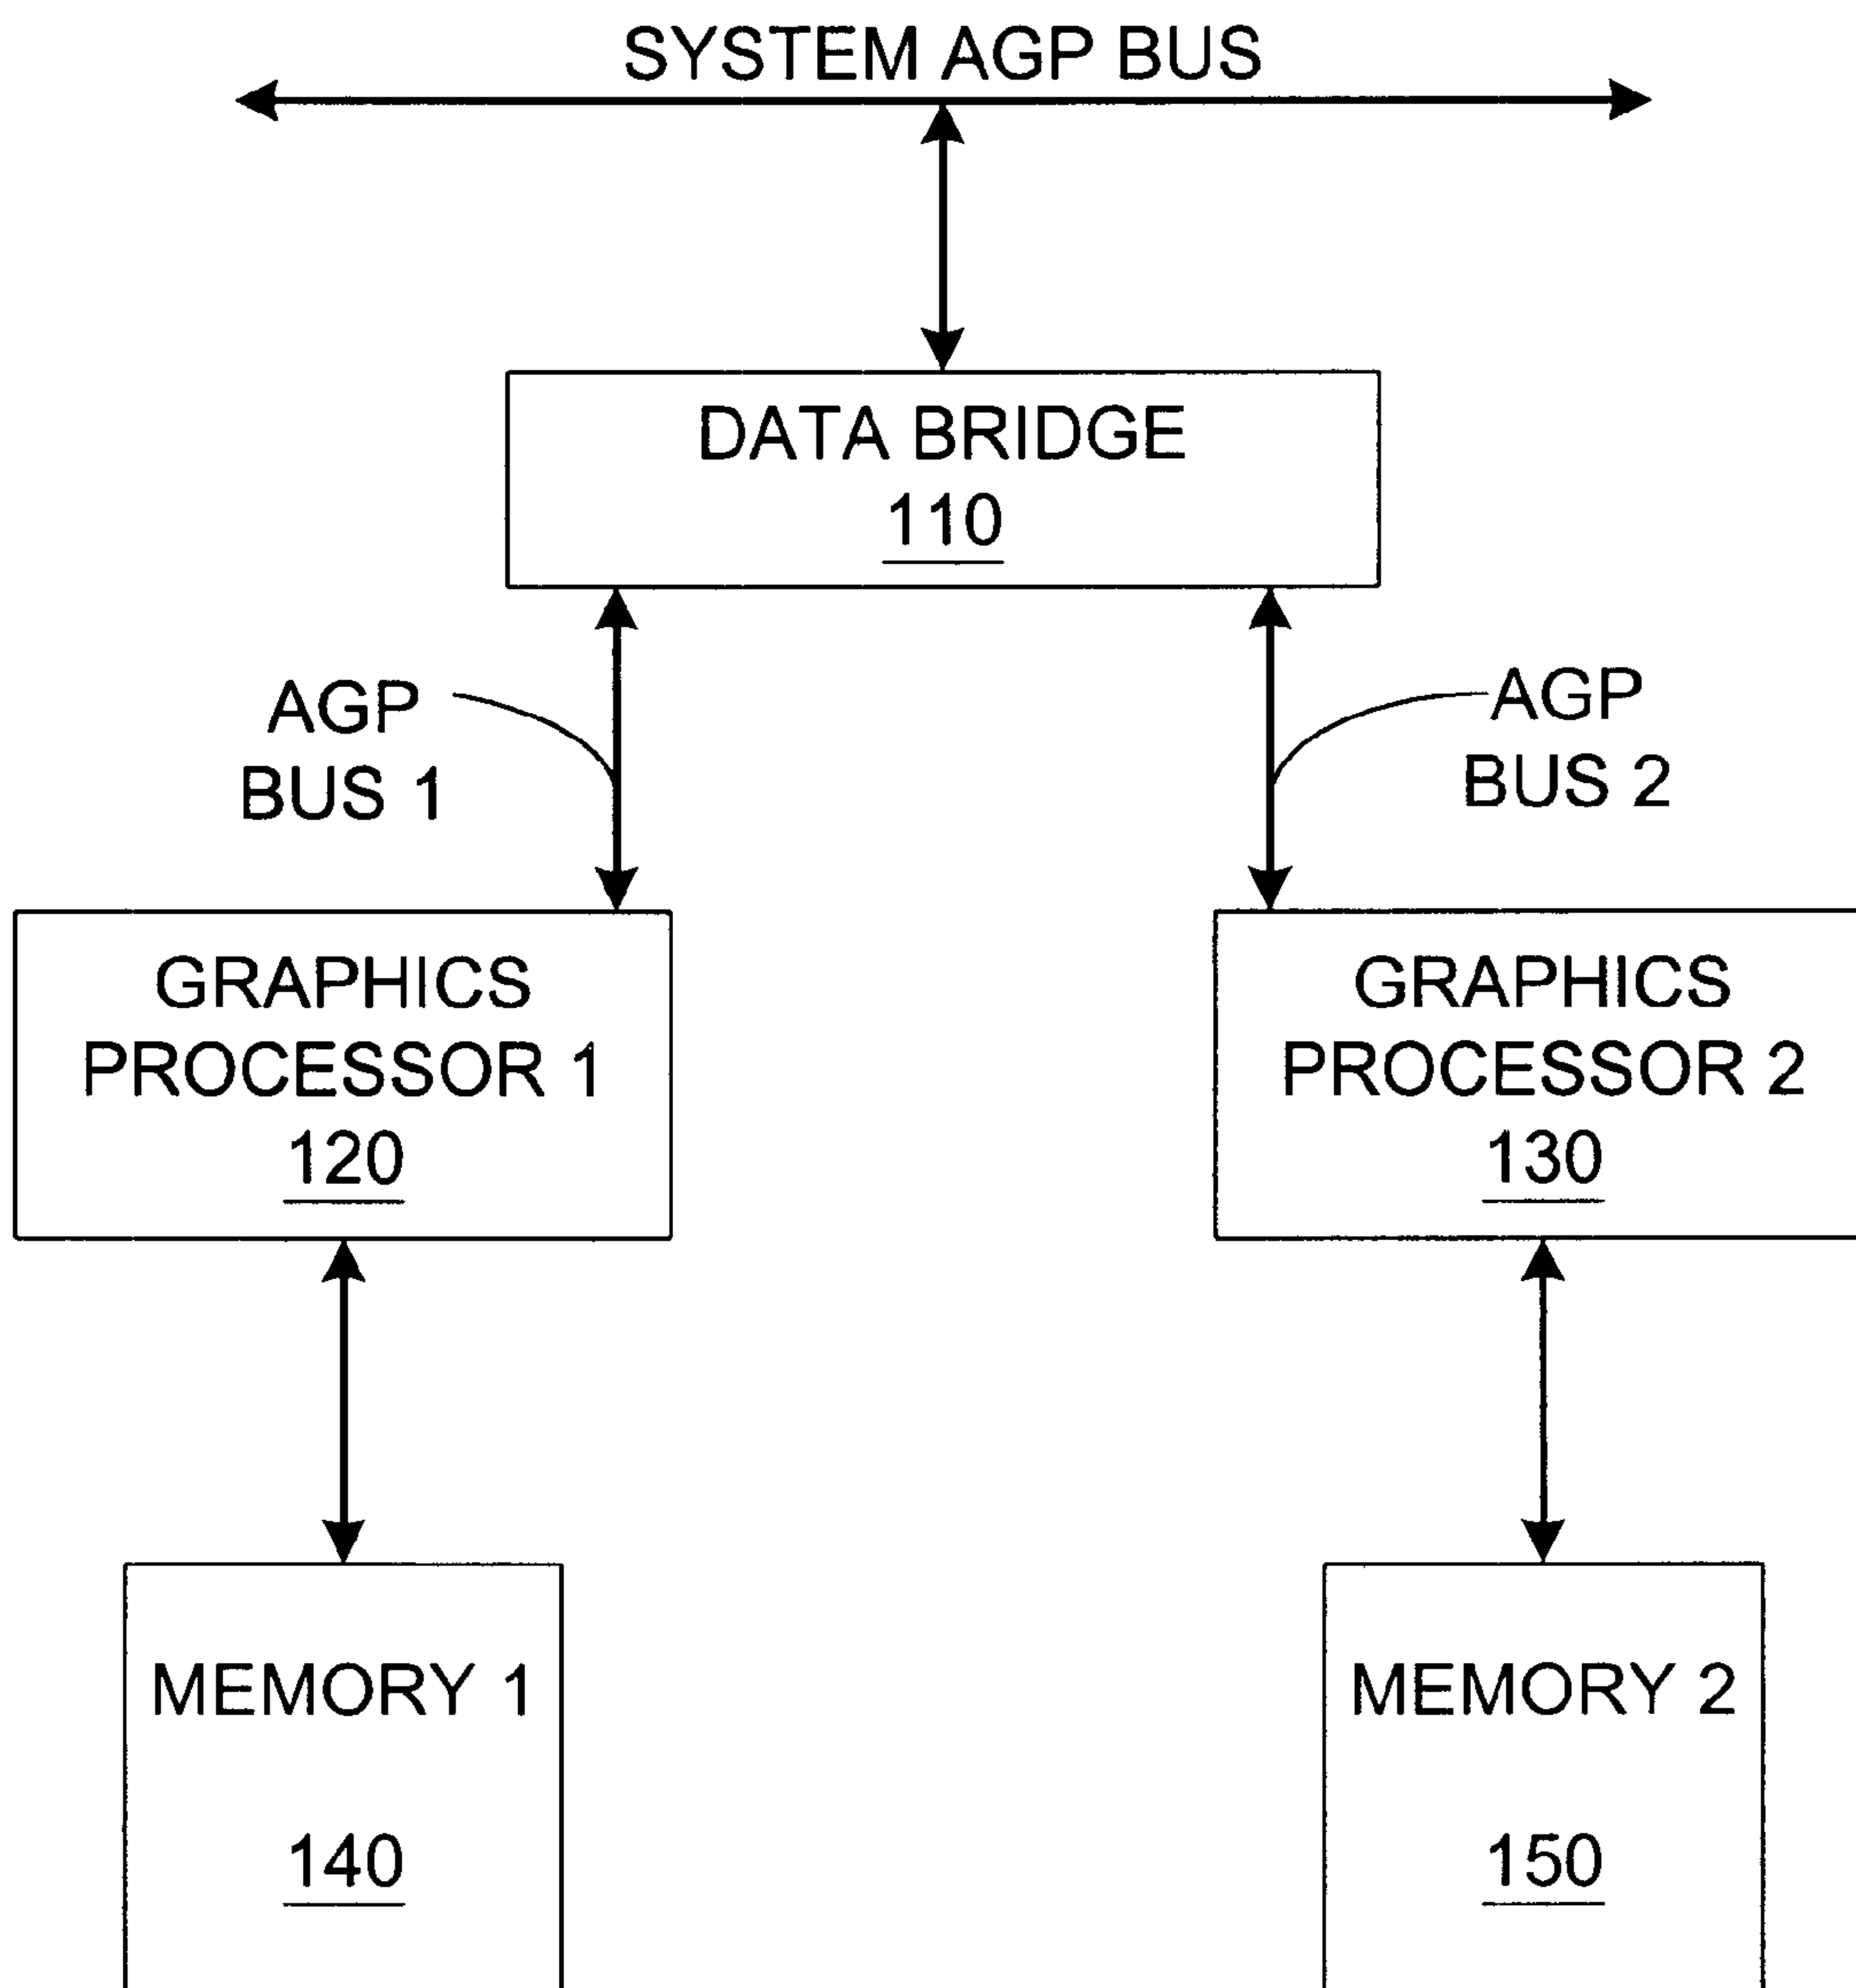 SYSTEM AGP BUS
DATA BRIDGE
110
AGP
BUS 1
AGP
BUS 2
GRAPHICS
PROCESSOR 1
120
GRAPHICS
PROCESSOR 2
130
MEMORY 1
140
MEMORY 2
150